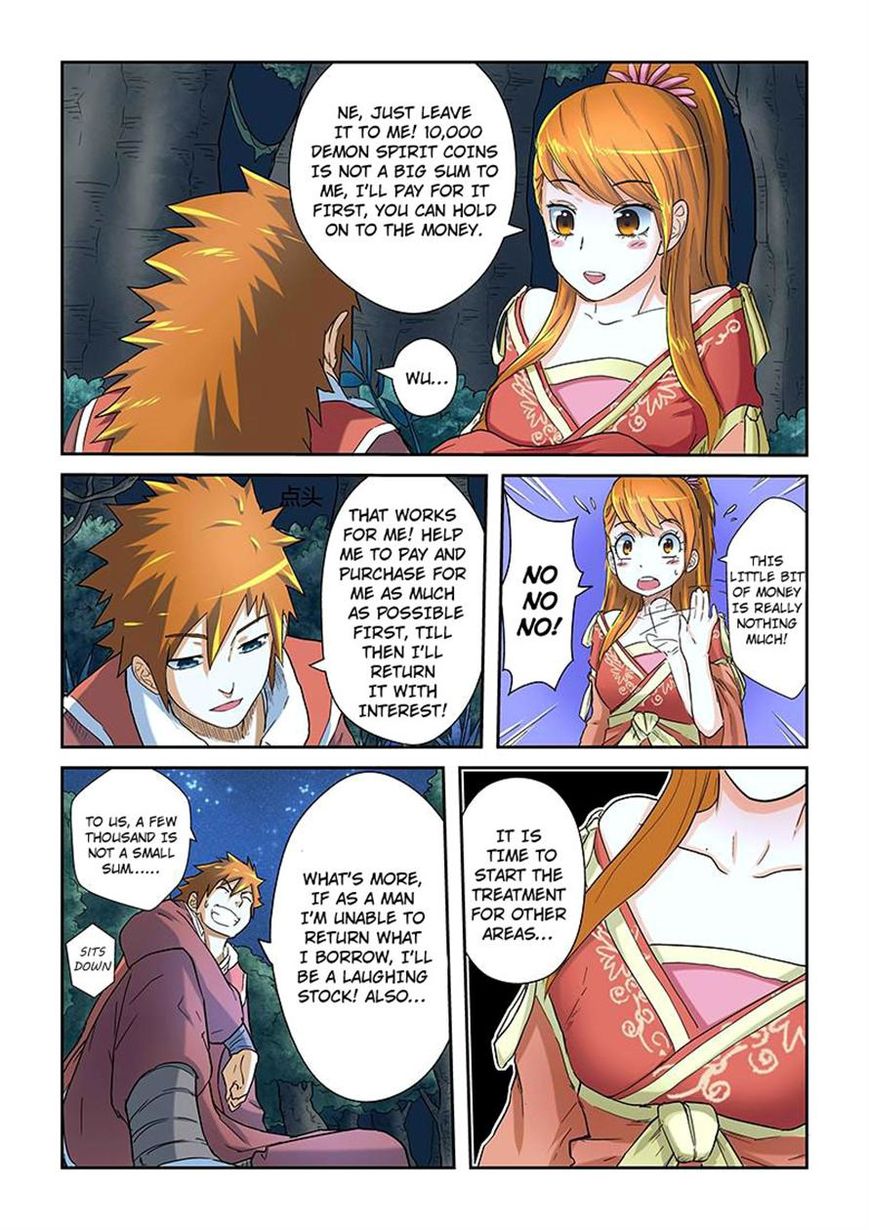 NE, JUST LEAVE
IT TO ME! 10,000
DEMON SPIRIT COINS
IS NOT A BIG SUM TO
ME, I'LL PAY FOR IT
FIRST, YOU CAN HOLD
ON TO THE MONEY.
WU...
点头
THAT WORKS
FOR ME! HELP
ME TO PAY AND
PURCHASE FOR
ME AS MUCH
AS POSSIBLE
FIRST, TILL
THEN I'LL
RETURN
IT WITH
INTEREST!
NO
NO
NO!
THIS
LITTLE BIT
OF MONEY
IS REALLY
NOTHING
MUCH!
TO US, A FEW
THOUSAND IS
NOT A SMALL
SUM......
SITS
DOWN
WHAT'S MORE,
IF AS A MAN
I'M UNABLE TO
RETURN WHAT
I BORROW, I'LL
BE A LAUGHING
STOCK! ALSO...
IT IS
TIME TO
START THE
TREATMENT
FOR OTHER
AREAS...